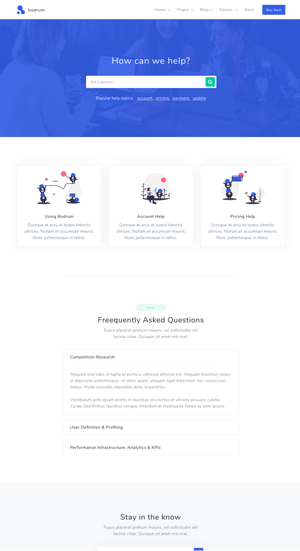 bodrum
Home Pages Blog Demos Docs Buy Now
How can we help?
Ask a question
Popular help topics: account, pricing, payment, update
Using Bodrum
Quisque at arcu at turpis lobortis
ultrices. Nullam et accumsan mauris.
Nunc pellentesque in tellus.
Account Help
Quisque at arcu at turpis lobortis
ultrices. Nullam et accumsan mauris.
Nunc pellentesque in tellus.
Pricing Help
Quisque at arcu at turpis lobortis
ultrices. Nullam et accumsan mauris.
Nunc pellentesque in tellus.
Freequently Asked Questions
Fusce placerat pretium mauris, vel sollicitudin elit
lacinia vitae. Quisque sit amet nisi erat.
Competition Research
Aliquam erat odio, fringilla at porta a, vehicula ultricies est. Aliquam maximus turpis
in dignissim pellentesque. Ut dolor quam, aliquam eget bibendum non, luctus non
metus. Morbi convallis imperdiet dolor id porttitor.
Vestibulum ante ipsum primis in faucibus orci luctus et ultrices posuere cubilia
Curae; Sed finibus faucibus congue. Interdum et malesuada fames ac ante ipsum.
User Definition & Profiling
Performance Infrastructure: Analytics & KPIs
Stay in the know
Fusce placerat pretium mauris, vel sollicitudin elit
lacinia vitae. Quisque sit amet nisi erat.